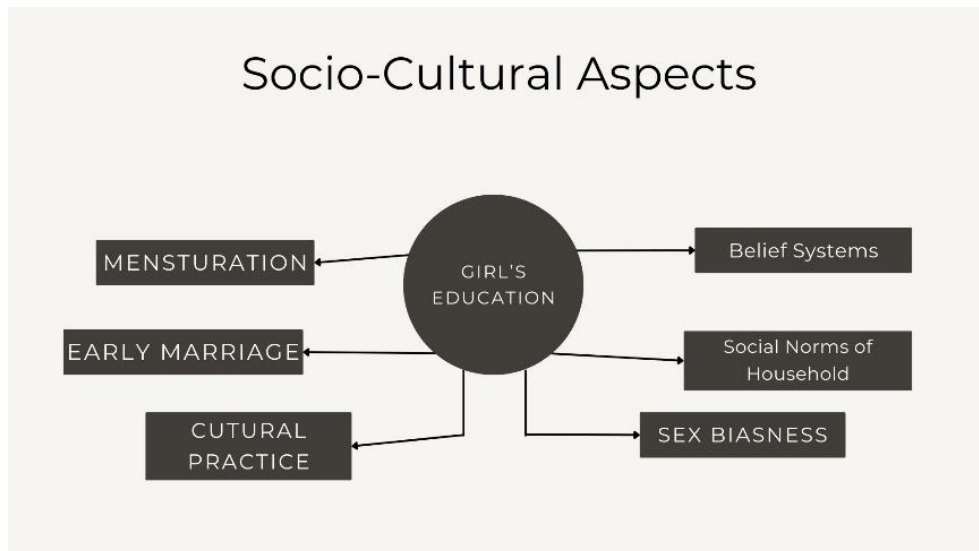 Socio-Cultural Aspects
MENSTURATION
EARLY MARRIAGE
CUTURAL
PRACTICE
GIRL'S
EDUCATION
Belief Systems
Social Norms of
Household
SEX BIASNESS